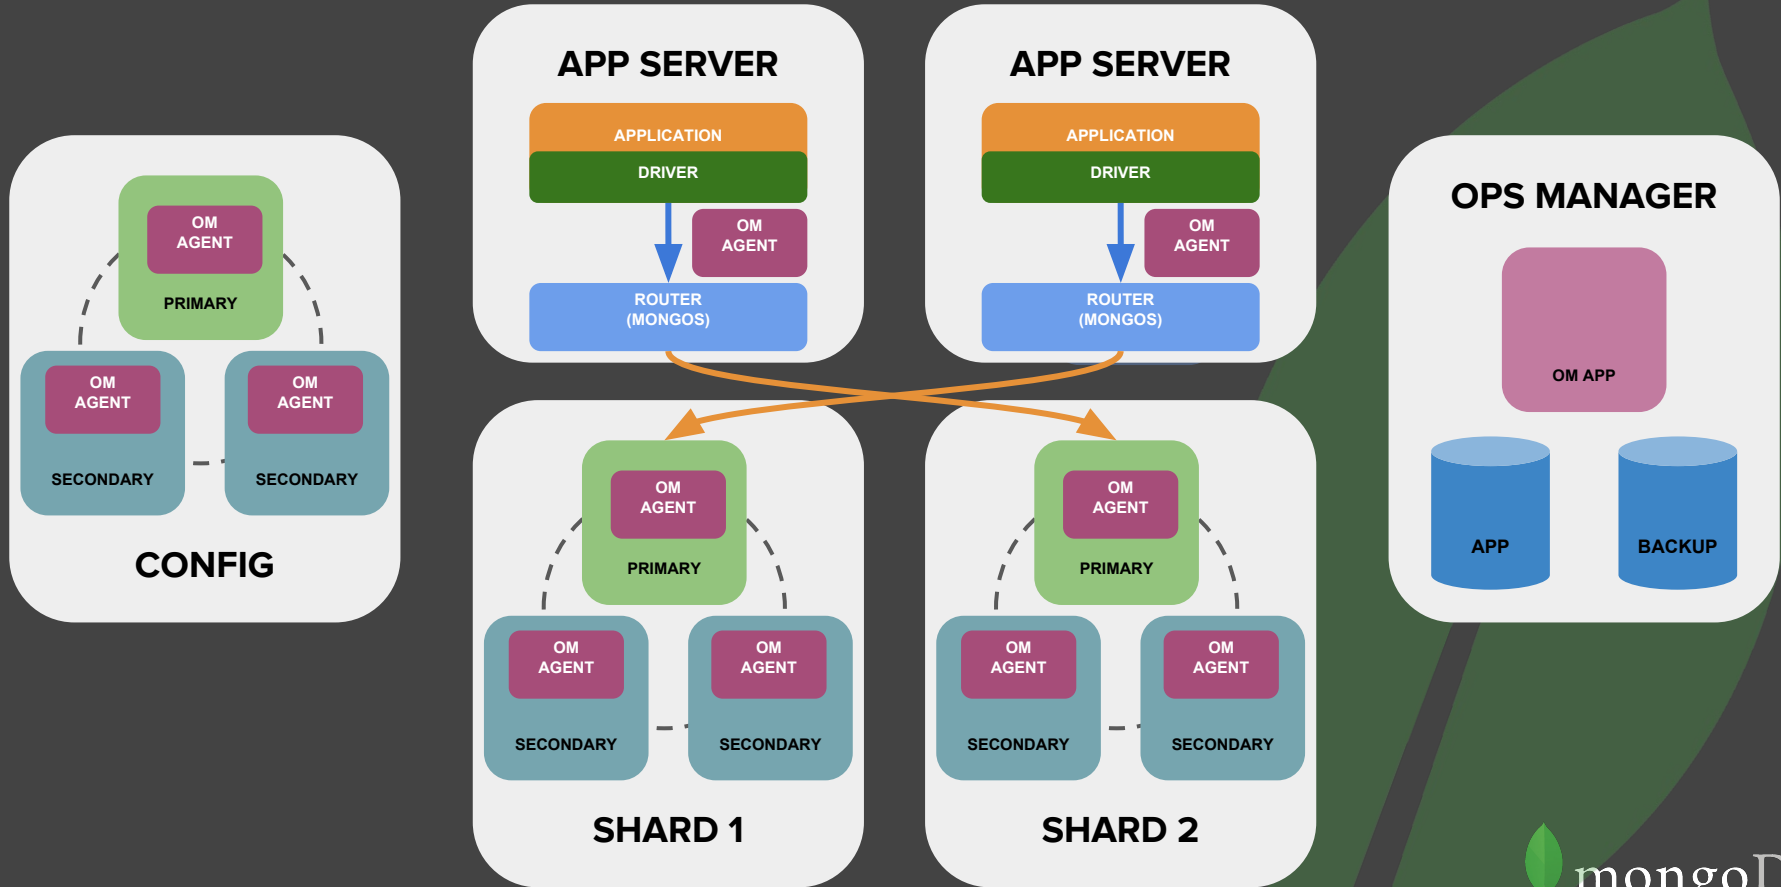 APP SERVER
APPLICATION
DRIVER
OM
AGENT
ROUTER
(MONGOS)
APP SERVER
APPLICATION
DRIVER
OM
AGENT
ROUTER
(MONGOS)
OM
AGENT
PRIMARY
OM
AGENT
SECONDARY
OM
AGENT
SECONDARY
CONFIG
OPS MANAGER
OM APP
APP
BACKUP
OM
AGENT
PRIMARY
OM
AGENT
SECONDARY
OM
AGENT
SECONDARY
SHARD 1
OM
AGENT
PRIMARY
OM
AGENT
SECONDARY
OM
AGENT
SECONDARY
SHARD 2
mongoD